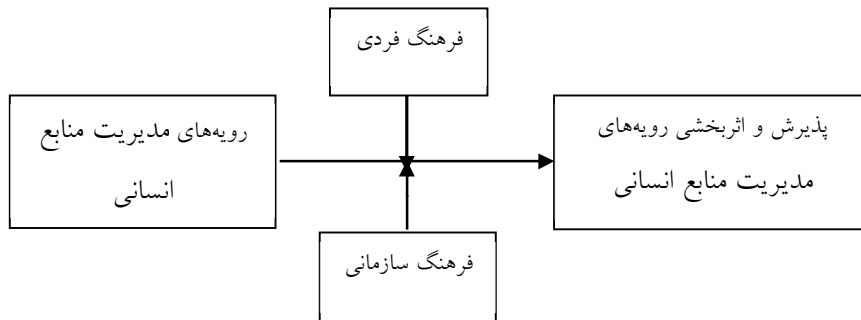 فرهنگ فردی
رویه‌های مدیریت منابع
انسانی
پذیرش و اثربخشی رویه‌های
مدیریت منابع انسانی
فرهنگ سازمانی